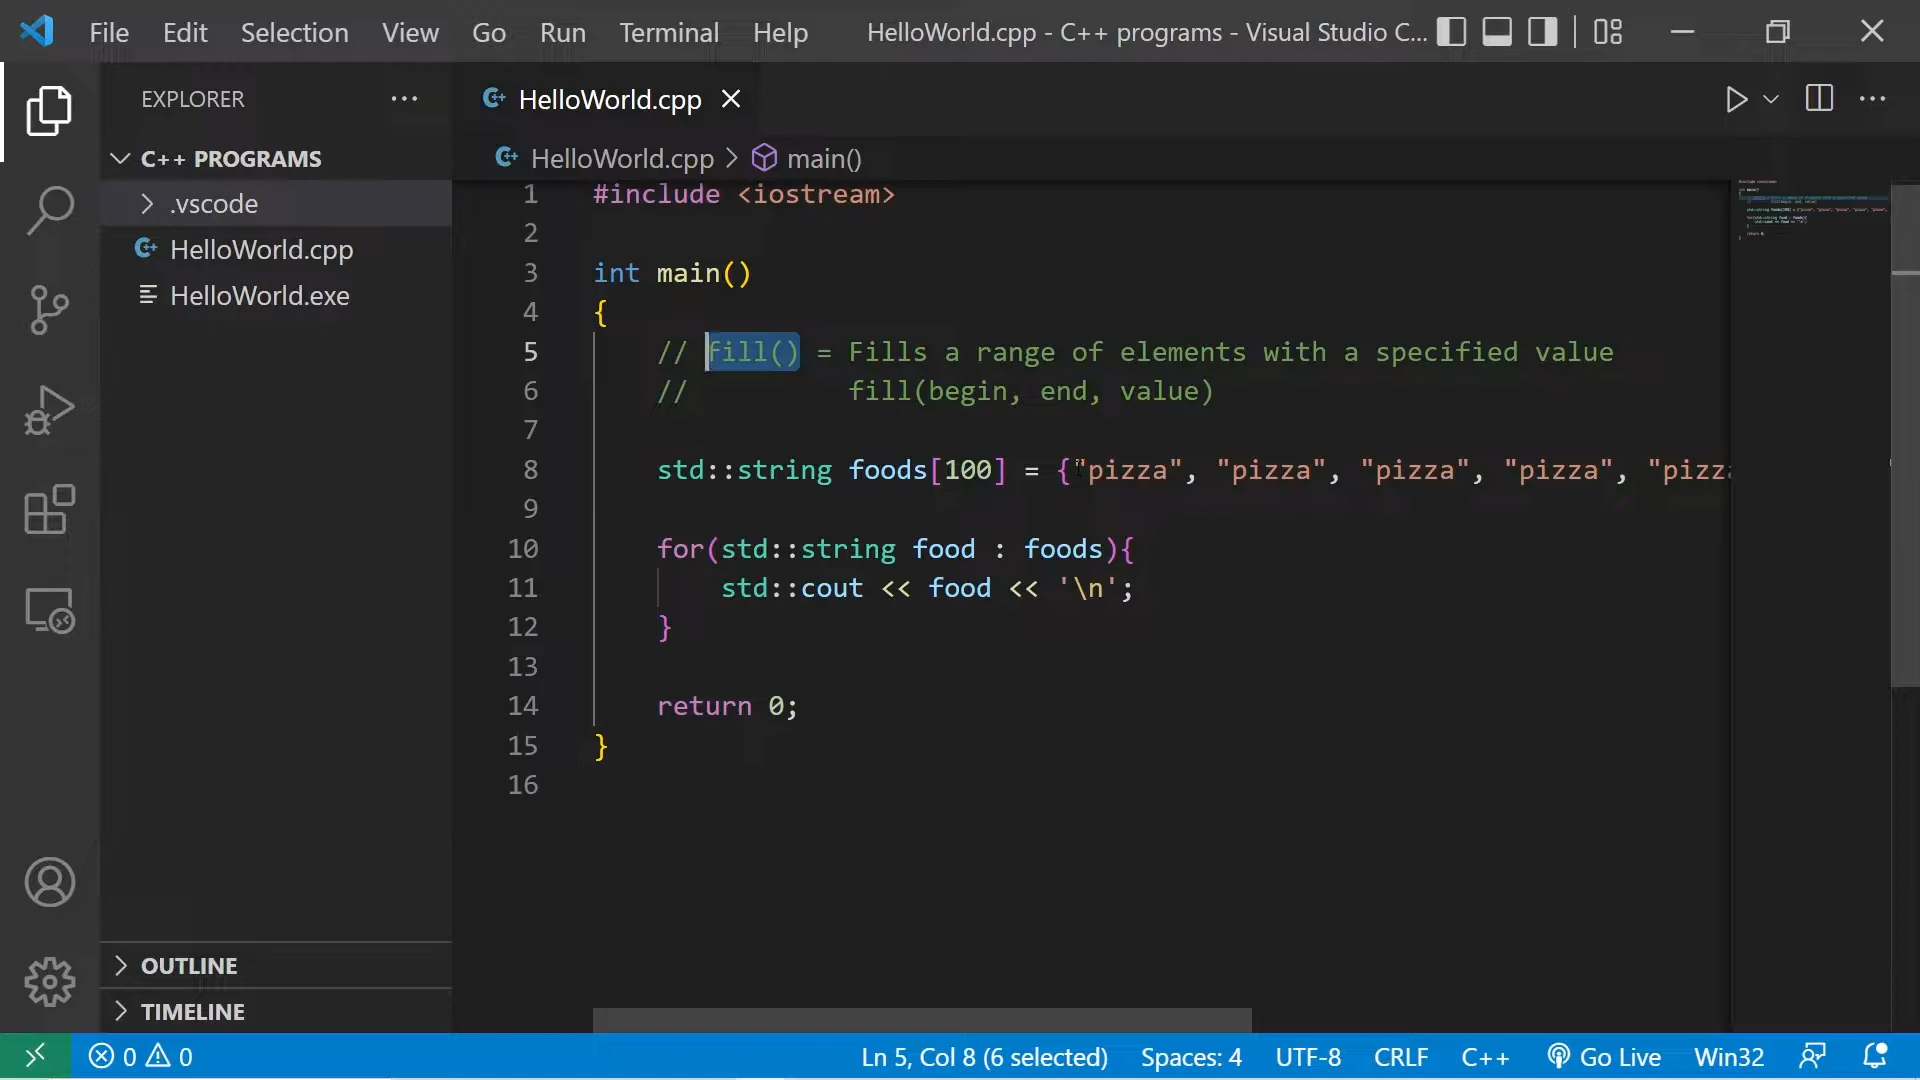 File Edit Selection View Go Run Terminal Help HelloWorld.cpp - C++ programs - Visual Studio C...
EXPLORER
HelloWorld.cpp
C++ PROGRAMS
HelloWorld.cpp > main()
.vscode
HelloWorld.cpp
HelloWorld.exe
1 #include <iostream>
2
3 int main()
4 {
5 // fill() = Fills a range of elements with a specified value
6 // fill(begin, end, value)
7
8 std::string foods[100] = {"pizza", "pizza", "pizza", "pizza", "pizz
9
10 for(std::string food : foods){
11 std::cout << food << '\n';
12 }
13
14 return 0;
15 }
16
OUTLINE
TIMELINE
0 0 Ln 5, Col 8 (6 selected) Spaces: 4 UTF-8 CRLF C++ Go Live Win32